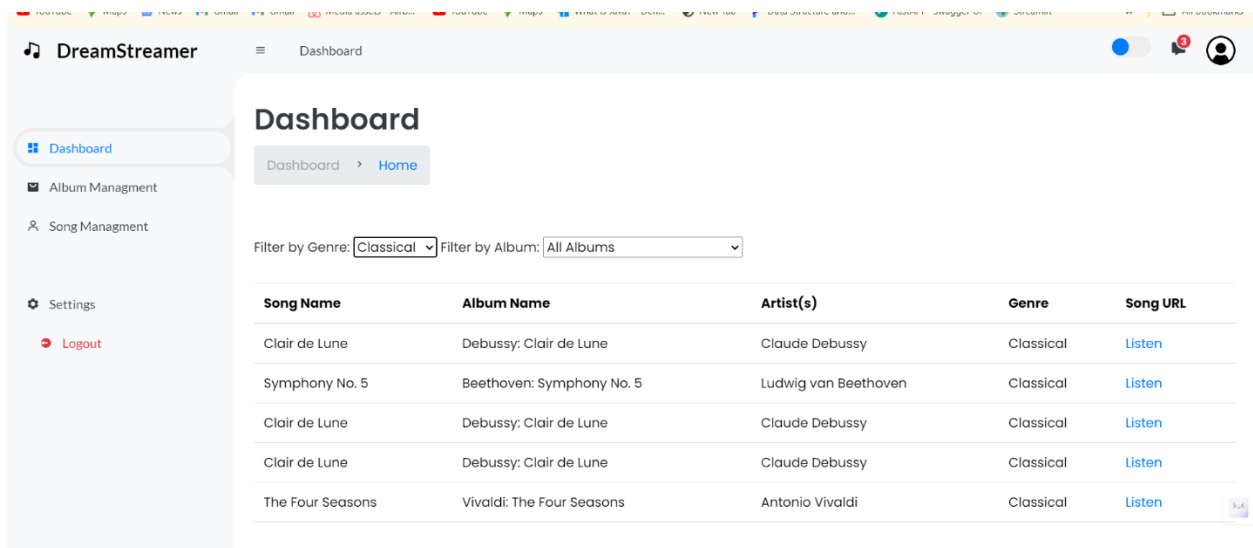 DreamStreamer
Dashboard
3
Dashboard
Dashboard > Home
Dashboard
Album Managment
Song Managment
Settings
Logout
Filter by Genre: Classical Filter by Album: All Albums
Song Name Album Name Artist(s) Genre Song URL
Clair de Lune Debussy: Clair de Lune Claude Debussy Classical Listen
Symphony No. 5 Beethoven: Symphony No. 5 Ludwig van Beethoven Classical Listen
Clair de Lune Debussy: Clair de Lune Claude Debussy Classical Listen
Clair de Lune Debussy: Clair de Lune Claude Debussy Classical Listen
The Four Seasons Vivaldi: The Four Seasons Antonio Vivaldi Classical Listen